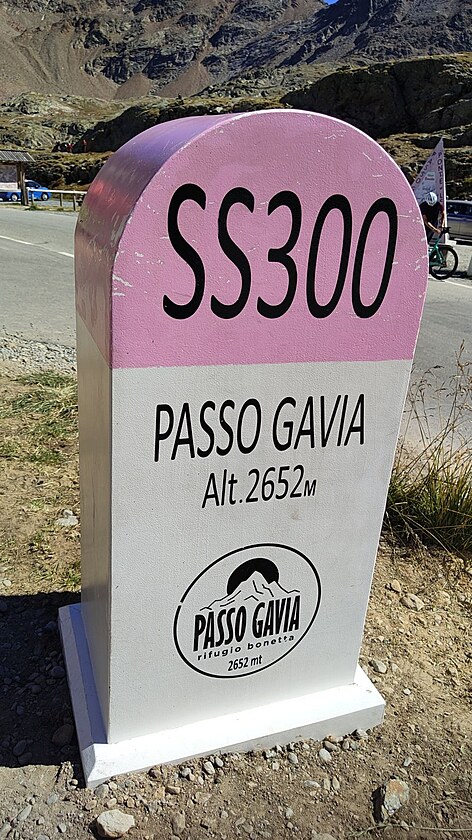 SS300
PASSO GAVIA
Alt.2652M
PASSO GAVIA
rifugio bonetta
2652 mt